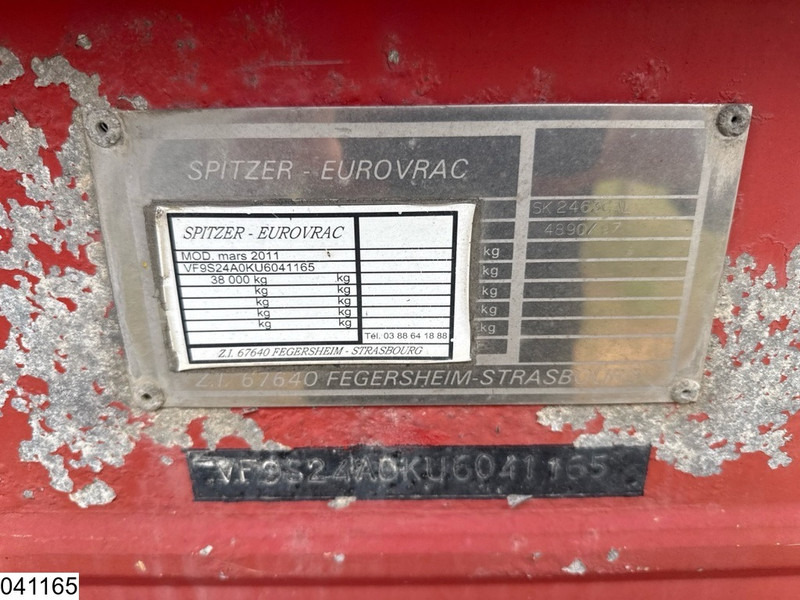 SPITZER - EUROVRAC
4890/
kg
kg
kg
kg
kg
SPITZER - EUROVRAC
MOD. mars 2011
VF9S24A0KU6041165
38 000 kg kg
kg kg
kg kg
kg kg
kg kg
Tél. 03 88 64 18 88
Z.I. 67640 FEGERSHEIM - STRASBOURG
Z.I. 67640 FEGERSHEIM-STRASBOURG
VF9S24A0KU6041165
041165